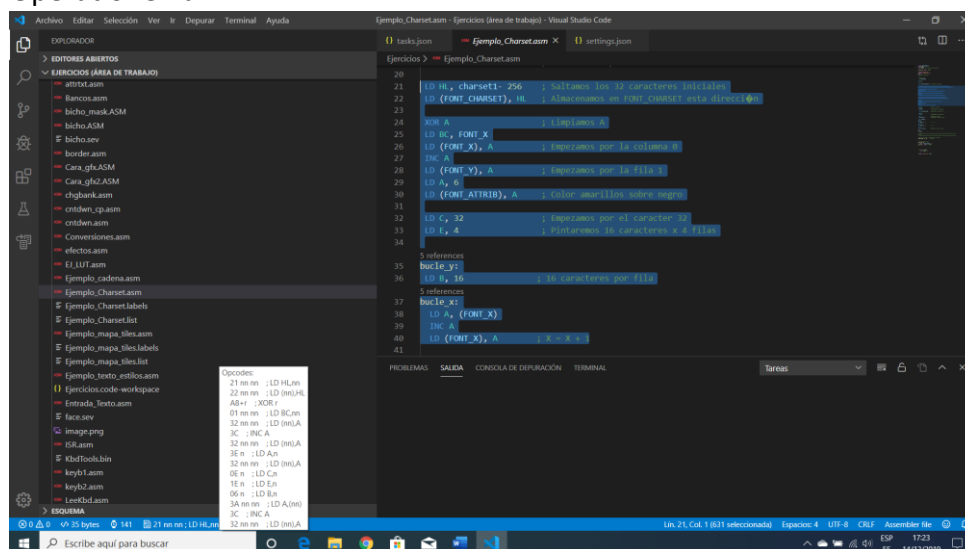 Archivo Editar Selección Ver Ir Depurar Terminal Ayuda
Ejemplo_Charset.asm - Ejercicios (área de trabajo) - Visual Studio Code
EXPLORADOR
EDITORES ABIERTOS
EJERCICIOS (ÁREA DE TRABAJO)
attrtxt.asm
Bancos.asm
bicho_mask.ASM
bicho.ASM
bicho.sev
border.asm
Cara_gfx.ASM
Cara_gfx2.ASM
chgbank.asm
cntdwn_cp.asm
cntdwn.asm
Conversiones.asm
efectos.asm
EJ_LUT.asm
Ejemplo_cadena.asm
Ejemplo_Charset.asm
Ejemplo_Charset.labels
Ejemplo_Charset.list
Ejemplo_mapa_tiles.asm
Ejemplo_mapa_tiles.labels
Ejemplo_mapa_tiles.list
Ejemplo_texto_estilos.asm
Ejercicios.code-workspace
Entrada_Texto.asm
face.sev
image.png
ISR.asm
KbdTools.bin
keyb1.asm
keyb2.asm
LeeKbd.asm
ESQUEMA
{} tasks.json Ejemplo_Charset.asm {} settings.json
Ejercicios > Ejemplo_Charset.asm
20
21 LD HL, charset1- 256 ; Saltamos los 32 caracteres iniciales
22 LD (FONT_CHARSET), HL ; Almacenamos en FONT_CHARSET esta direcci�n
23
24 XOR A ; Limpiamos A
25 LD BC, FONT_X
26 LD (FONT_X), A ; Empezamos por la columna 0
27 INC A
28 LD (FONT_Y), A ; Empezamos por la fila 1
29 LD A, 6
30 LD (FONT_ATTRIB), A ; Color amarillos sobre negro
31
32 LD C, 32 ; Empezamos por el caracter 32
33 LD E, 4 ; Pintaremos 16 caracteres x 4 filas
34
5 references
35 bucle_y:
36 LD B, 16 ; 16 caracteres por fila
5 references
37 bucle_x:
38 LD A, (FONT_X)
39 INC A
40 LD (FONT_X), A ; X = X + 1
41
PROBLEMAS SALIDA CONSOLA DE DEPURACIÓN TERMINAL
Tareas
Opcodes:
21 nn nn ; LD HL,nn
22 nn nn ; LD (nn),HL
A8+r ; XOR r
01 nn nn ; LD BC,nn
32 nn nn ; LD (nn),A
3C ; INC A
32 nn nn ; LD (nn),A
3E n ; LD A,n
32 nn nn ; LD (nn),A
0E n ; LD C,n
1E n ; LD E,n
06 n ; LD B,n
3A nn nn ; LD A,(nn)
3C ; INC A
32 nn nn ; LD (nn),A
0 0 35 bytes 141 21 nn nn ; LD HL,nn
Lín. 21, Col. 1 (631 seleccionada) Espacios: 4 UTF-8 CRLF Assembler file
Escribe aquí para buscar
ESP 17:23
ES 14/12/2019